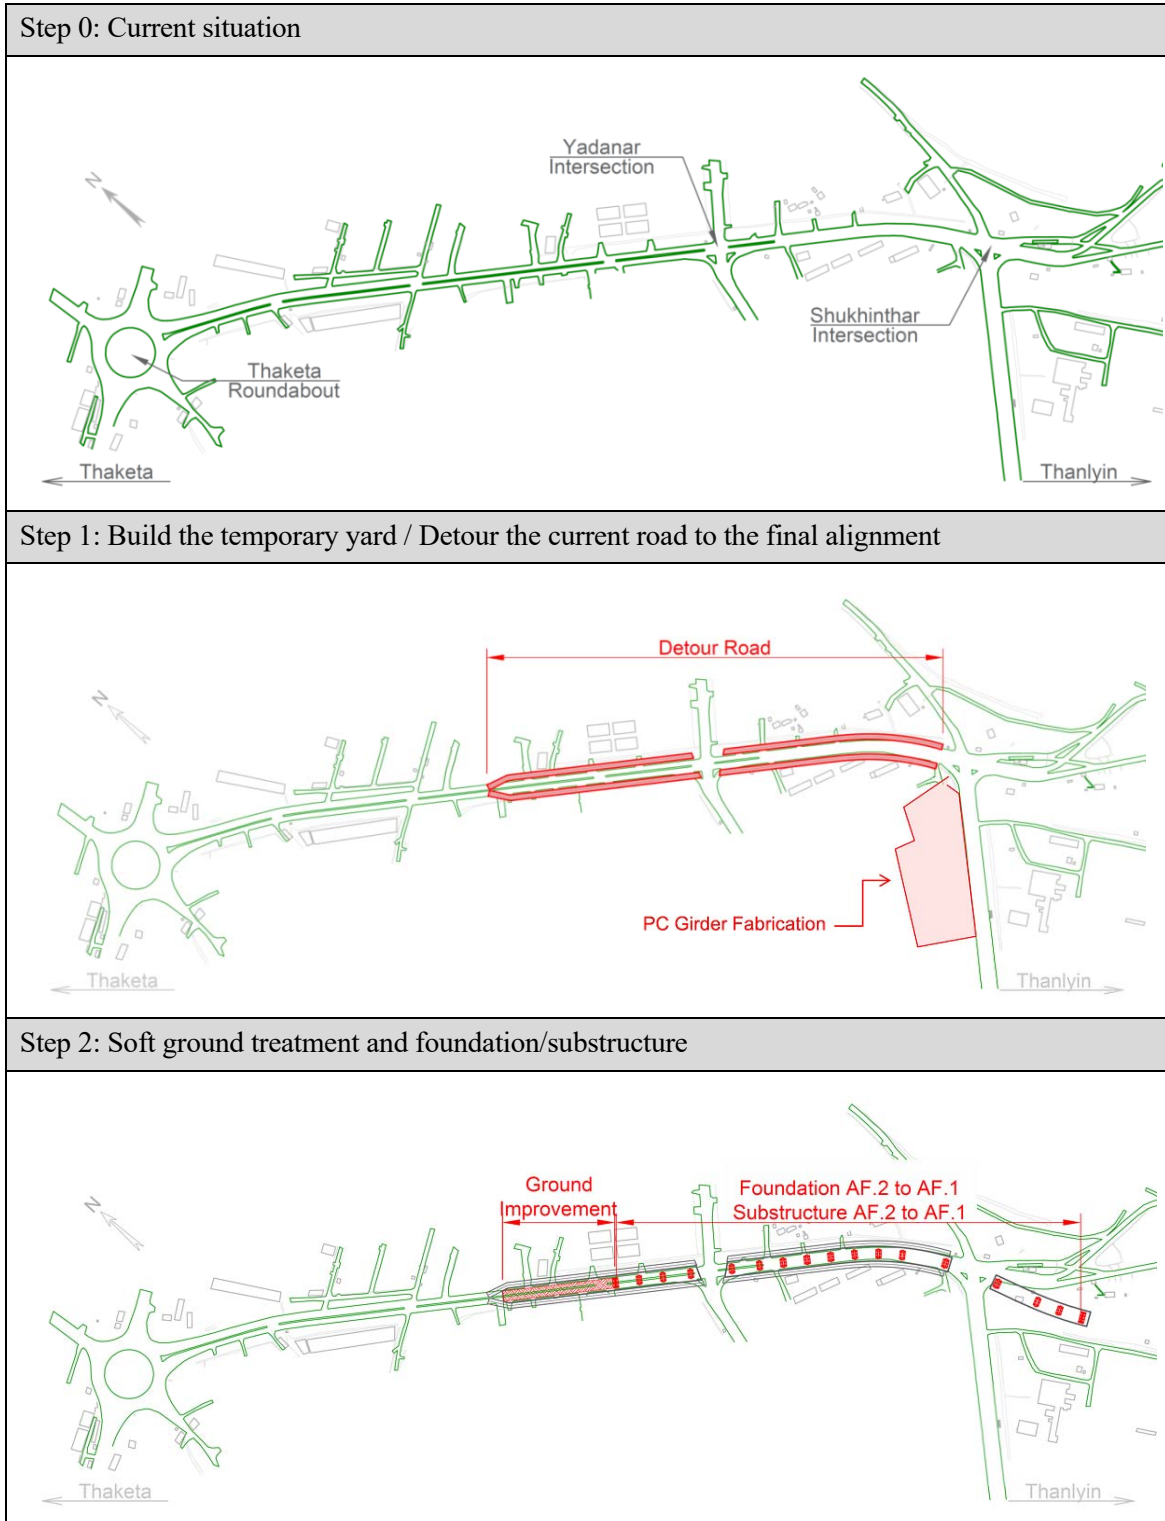 Step 0: Current situation
Yadanar
Intersection
N
Shukhinthar
Intersection
Thaketa
Roundabout
Thaketa
Thanlyin
Step 1: Build the temporary yard / Detour the current road to the final alignment
Detour Road
N
PC Girder Fabrication
Thaketa
Thanlyin
Step 2: Soft ground treatment and foundation/substructure
Ground
Improvement
Foundation AF.2 to AF.1
Substructure AF.2 to AF.1
N
Thaketa
Thanlyin